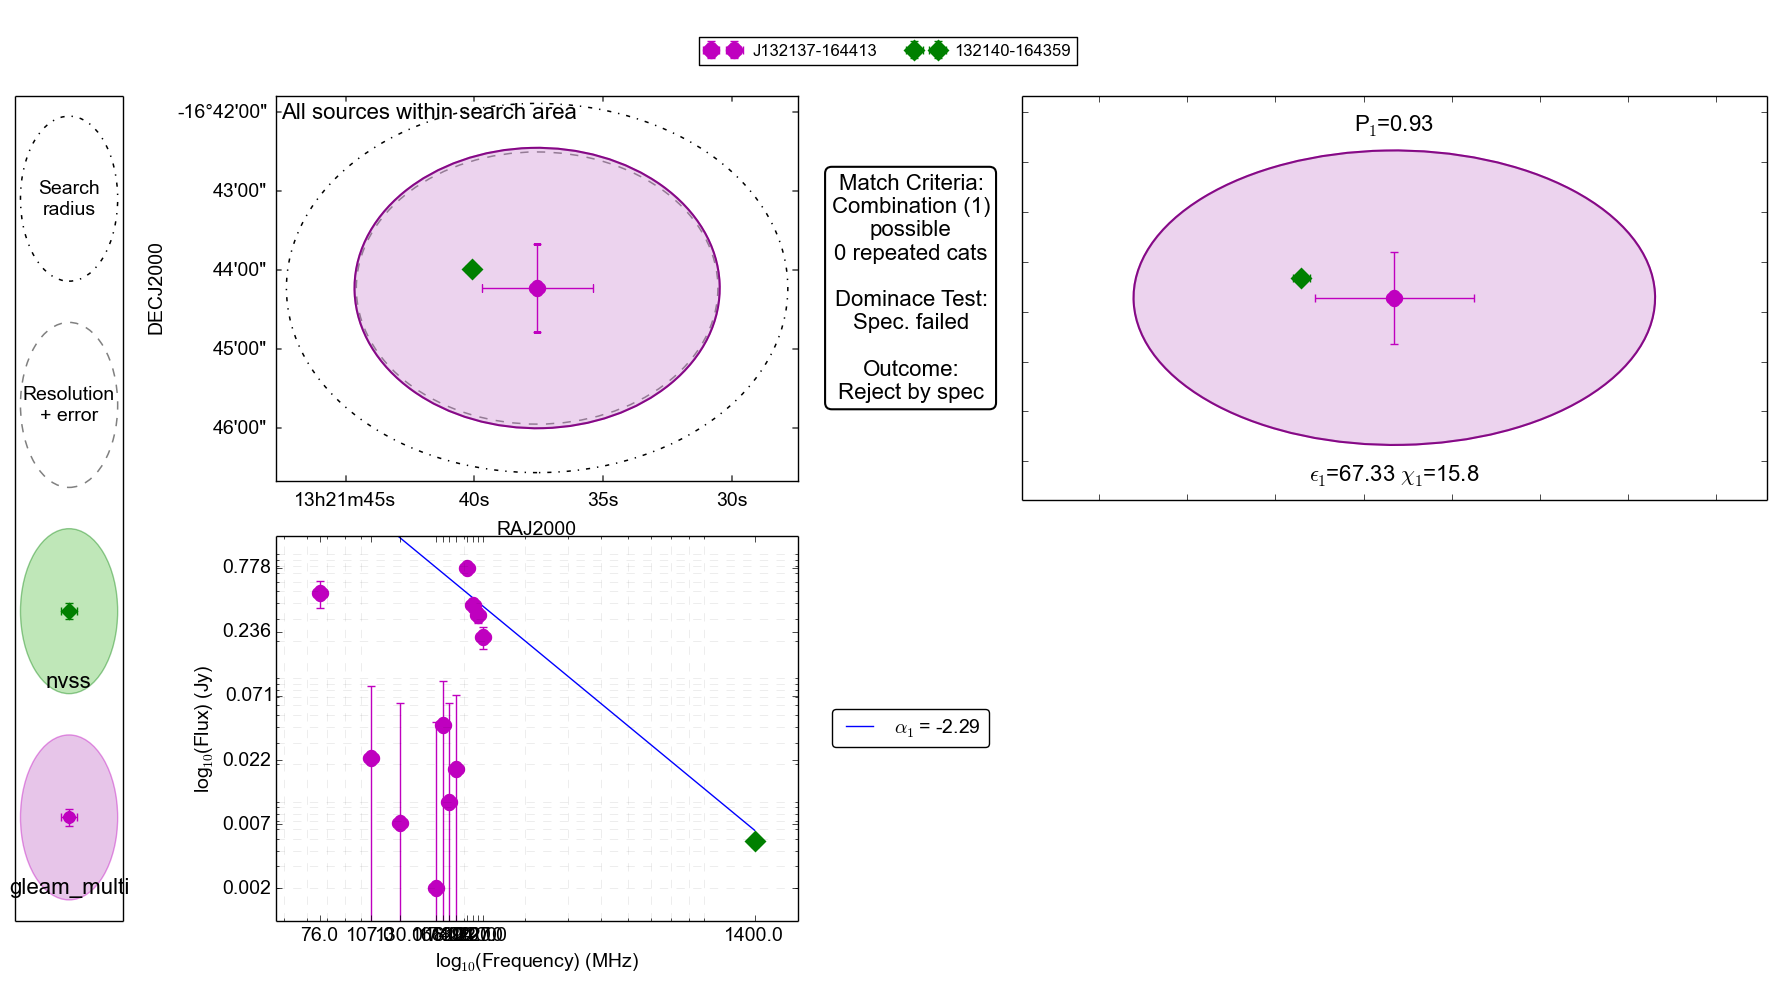 J132137-164413 132140-164359
Search
radius
Resolution
+ error
nvss
gleam_multi
All sources within search area
-16°42'00"
43'00"
44'00"
45'00"
46'00"
DECJ2000
13h21m45s 40s 35s 30s
RAJ2000
Match Criteria:
Combination (1)
possible
0 repeated cats
Dominace Test:
Spec. failed
Outcome:
Reject by spec
P₁=0.93
ϵ₁=67.33 χ₁=15.8
0.778
0.236
0.071
0.022
0.007
0.002
log₁₀(Flux) (Jy)
76.0 107.0 130.0 1400.0
log₁₀(Frequency) (MHz)
α₁ = -2.29